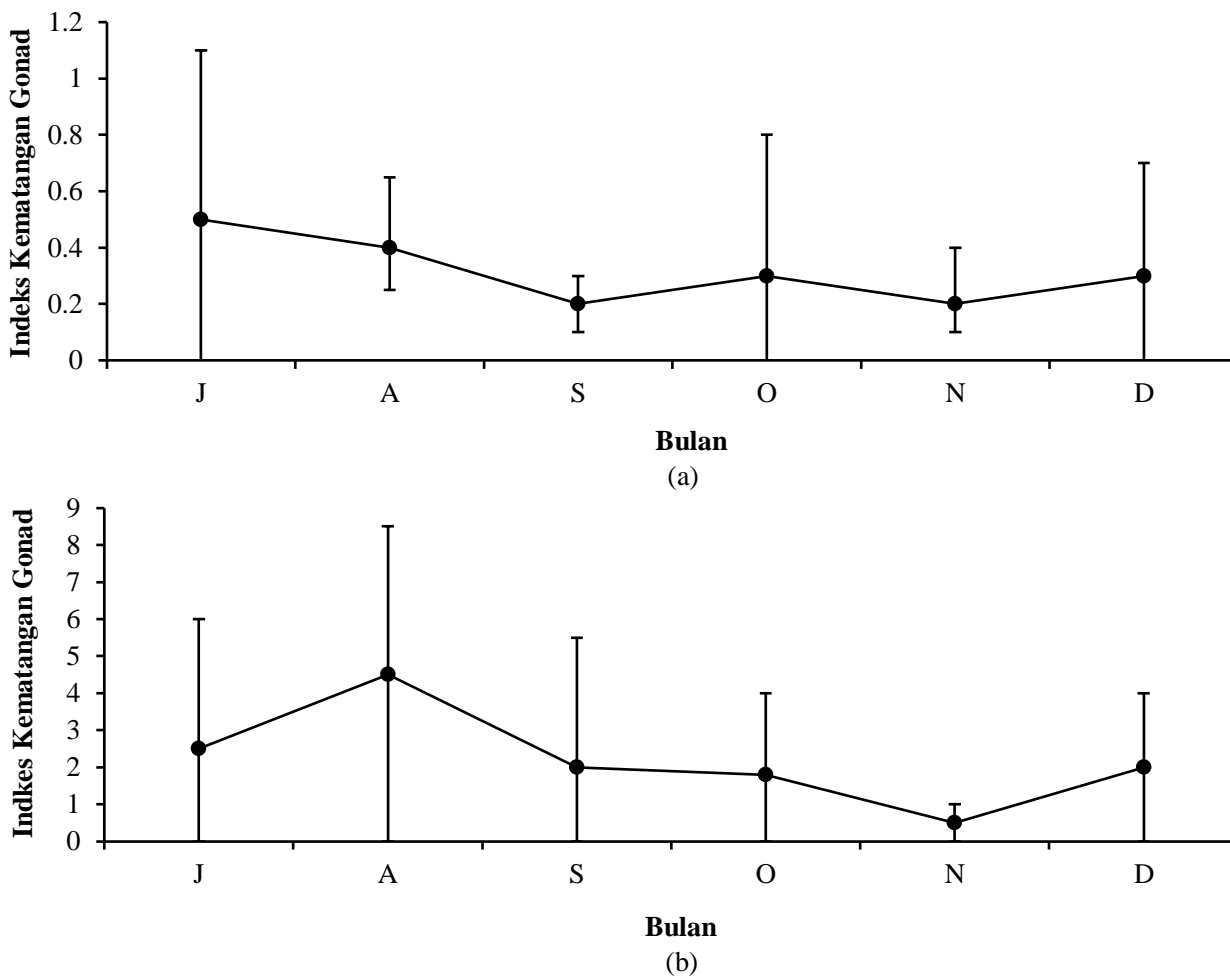 Indeks Kematangan Gonad
1.2
1
0.8
0.6
0.4
0.2
0
J A S O N D
Bulan
(a)
Indkes Kematangan Gonad
9
8
7
6
5
4
3
2
1
0
J A S O N D
Bulan
(b)